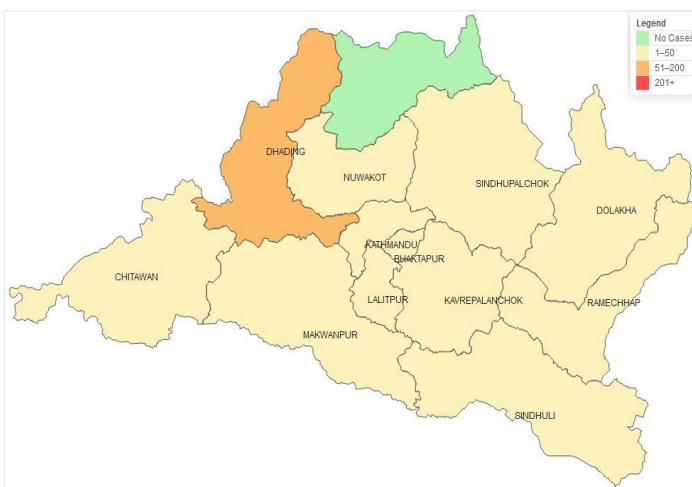 Legend
No Cases
1–50
51–200
201+
DHADING
NUWAKOT
SINDHUPALCHOK
DOLAKHA
KATHMANDU
BHAKTAPUR
CHITAWAN
LALITPUR
KAVREPALANCHOK
RAMECHHAP
MAKWANPUR
SINDHULI